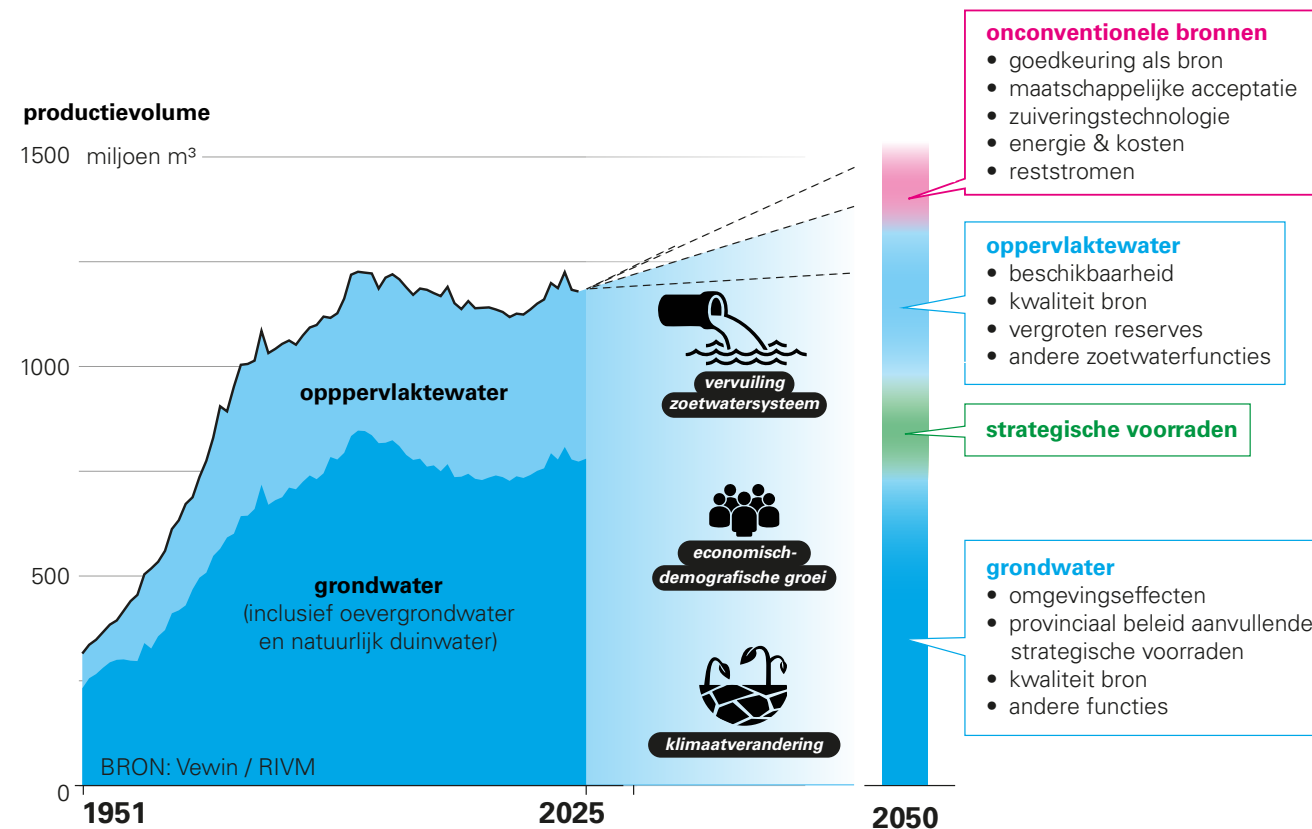 productievolume
1500 miljoen m³
1000
500
0
opppervlaktewater
grondwater
(inclusief oevergrondwater
en natuurlijk duinwater)
BRON: Vewin / RIVM
1951
2025
2050
vervuiling
zoetwatersysteem
economisch-
demografische groei
klimaatverandering
onconventionele bronnen
• goedkeuring als bron
• maatschappelijke acceptatie
• zuiveringstechnologie
• energie & kosten
• reststromen
oppervlaktewater
• beschikbaarheid
• kwaliteit bron
• vergroten reserves
• andere zoetwaterfuncties
strategische voorraden
grondwater
• omgevingseffecten
• provinciaal beleid aanvullende
strategische voorraden
• kwaliteit bron
• andere functies